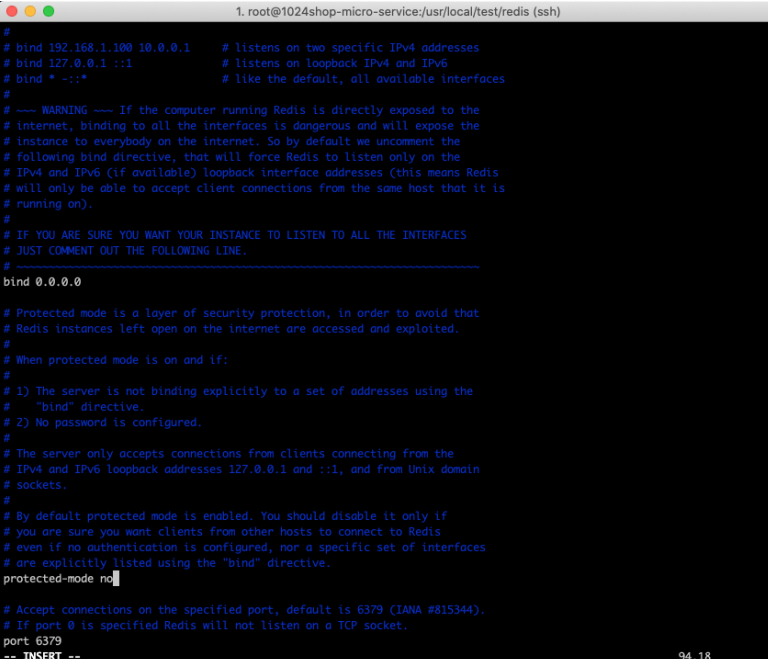 1. root@1024shop-micro-service:/usr/local/test/redis (ssh)
#
# bind 192.168.1.100 10.0.0.1     # listens on two specific IPv4 addresses
# bind 127.0.0.1 ::1              # listens on loopback IPv4 and IPv6
# bind * -::*                     # like the default, all available interfaces
#
# ~~~ WARNING ~~~ If the computer running Redis is directly exposed to the
# internet, binding to all the interfaces is dangerous and will expose the
# instance to everybody on the internet. So by default we uncomment the
# following bind directive, that will force Redis to listen only on the
# IPv4 and IPv6 (if available) loopback interface addresses (this means Redis
# will only be able to accept client connections from the same host that it is
# running on).
#
# IF YOU ARE SURE YOU WANT YOUR INSTANCE TO LISTEN TO ALL THE INTERFACES
# JUST COMMENT OUT THE FOLLOWING LINE.
# ~~~~~~~~~~~~~~~~~~~~~~~~~~~~~~~~~~~~~~~~~~~~~~~~~~~~~~~~~~~~~~~~~~~~~~~~
bind 0.0.0.0
# Protected mode is a layer of security protection, in order to avoid that
# Redis instances left open on the internet are accessed and exploited.
#
# When protected mode is on and if:
#
# 1) The server is not binding explicitly to a set of addresses using the
#    "bind" directive.
# 2) No password is configured.
#
# The server only accepts connections from clients connecting from the
# IPv4 and IPv6 loopback addresses 127.0.0.1 and ::1, and from Unix domain
# sockets.
#
# By default protected mode is enabled. You should disable it only if
# you are sure you want clients from other hosts to connect to Redis
# even if no authentication is configured, nor a specific set of interfaces
# are explicitly listed using the "bind" directive.
protected-mode no
# Accept connections on the specified port, default is 6379 (IANA #815344).
# If port 0 is specified Redis will not listen on a TCP socket.
port 6379
-- INSERT --                                                94,18